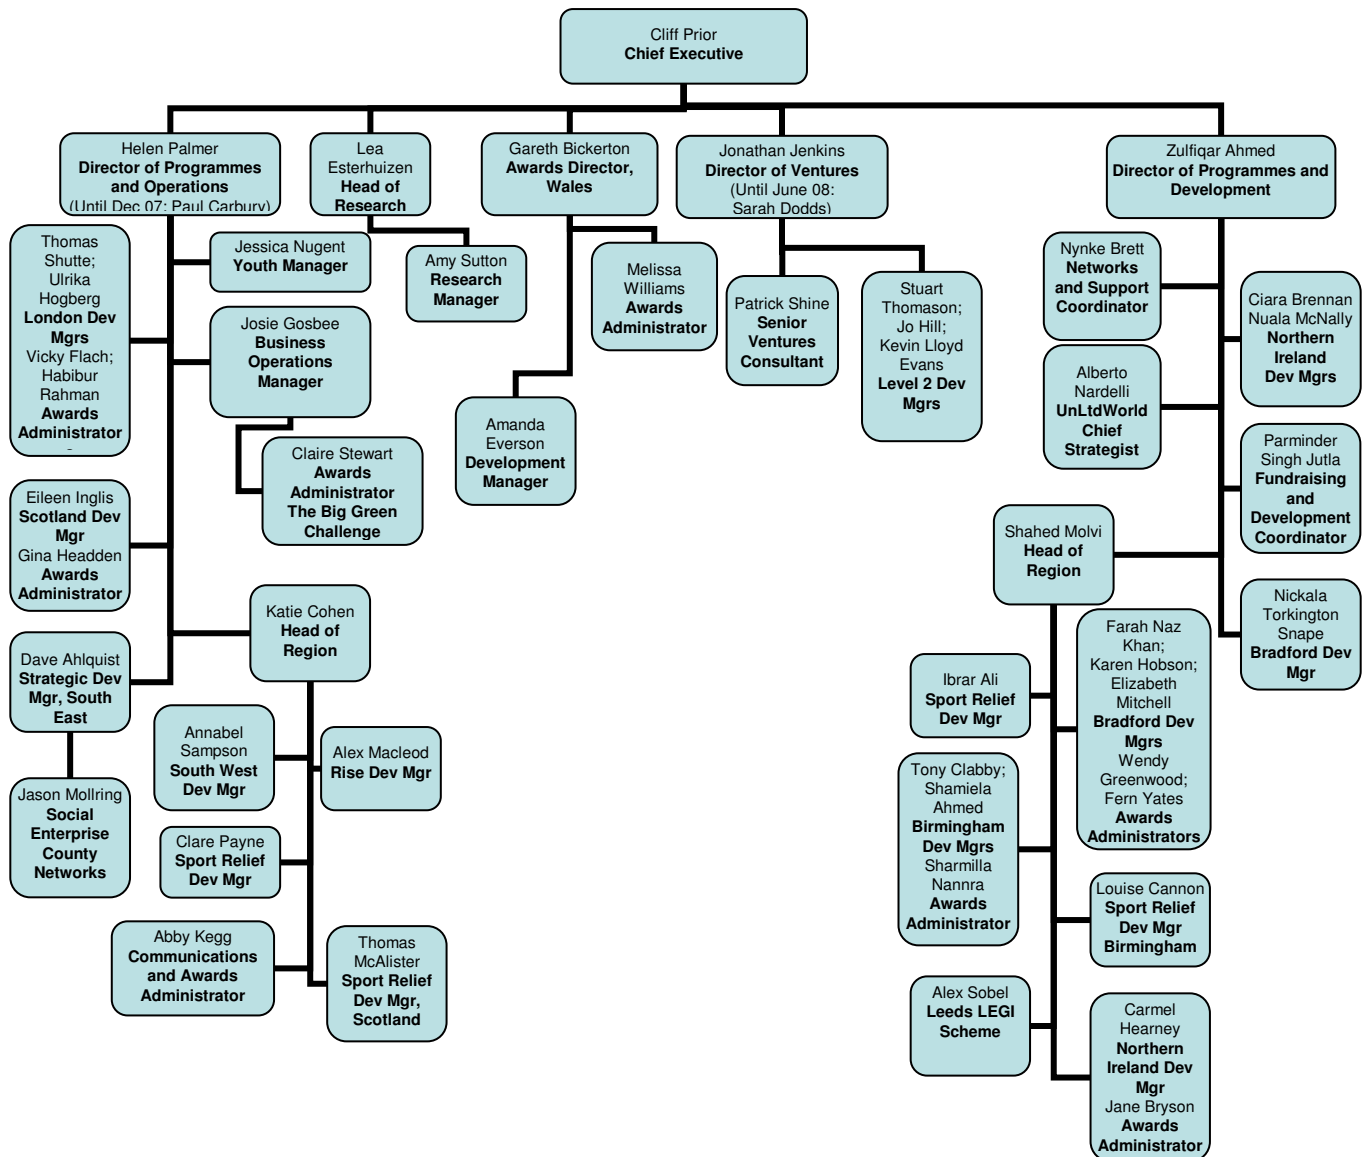 Cliff Prior
Chief Executive
Helen Palmer
Director of Programmes
and Operations
(Until Dec 07: Paul Carbury)
Lea
Esterhuizen
Head of
Research
Gareth Bickerton
Awards Director,
Wales
Jonathan Jenkins
Director of Ventures
(Until June 08:
Sarah Dodds)
Zulfiqar Ahmed
Director of Programmes and
Development
Thomas
Shutte;
Ulrika
Hogberg
London Dev
Mgrs
Vicky Flach;
Habibur
Rahman
Awards
Administrator
Jessica Nugent
Youth Manager
Josie Gosbee
Business
Operations
Manager
Claire Stewart
Awards
Administrator
The Big Green
Challenge
Amy Sutton
Research
Manager
Melissa
Williams
Awards
Administrator
Amanda
Everson
Development
Manager
Patrick Shine
Senior
Ventures
Consultant
Stuart
Thomason;
Jo Hill;
Kevin Lloyd
Evans
Level 2 Dev
Mgrs
Nynke Brett
Networks
and Support
Coordinator
Ciara Brennan
Nuala McNally
Northern
Ireland
Dev Mgrs
Alberto
Nardelli
UnLtdWorld
Chief
Strategist
Parminder
Singh Jutla
Fundraising
and
Development
Coordinator
Eileen Inglis
Scotland Dev
Mgr
Gina Headden
Awards
Administrator
Shahed Molvi
Head of
Region
Nickala
Torkington
Snape
Bradford Dev
Mgr
Katie Cohen
Head of
Region
Dave Ahlquist
Strategic Dev
Mgr, South
East
Jason Mollring
Social
Enterprise
County
Networks
Annabel
Sampson
South West
Dev Mgr
Alex Macleod
Rise Dev Mgr
Clare Payne
Sport Relief
Dev Mgr
Abby Kegg
Communications
and Awards
Administrator
Thomas
McAlister
Sport Relief
Dev Mgr,
Scotland
Ibrar Ali
Sport Relief
Dev Mgr
Farah Naz
Khan;
Karen Hobson;
Elizabeth
Mitchell
Bradford Dev
Mgrs
Wendy
Greenwood;
Fern Yates
Awards
Administrators
Tony Clabby;
Shamiela
Ahmed
Birmingham
Dev Mgrs
Sharmilla
Nannra
Awards
Administrator
Louise Cannon
Sport Relief
Dev Mgr
Birmingham
Alex Sobel
Leeds LEGI
Scheme
Carmel
Hearney
Northern
Ireland Dev
Mgr
Jane Bryson
Awards
Administrator